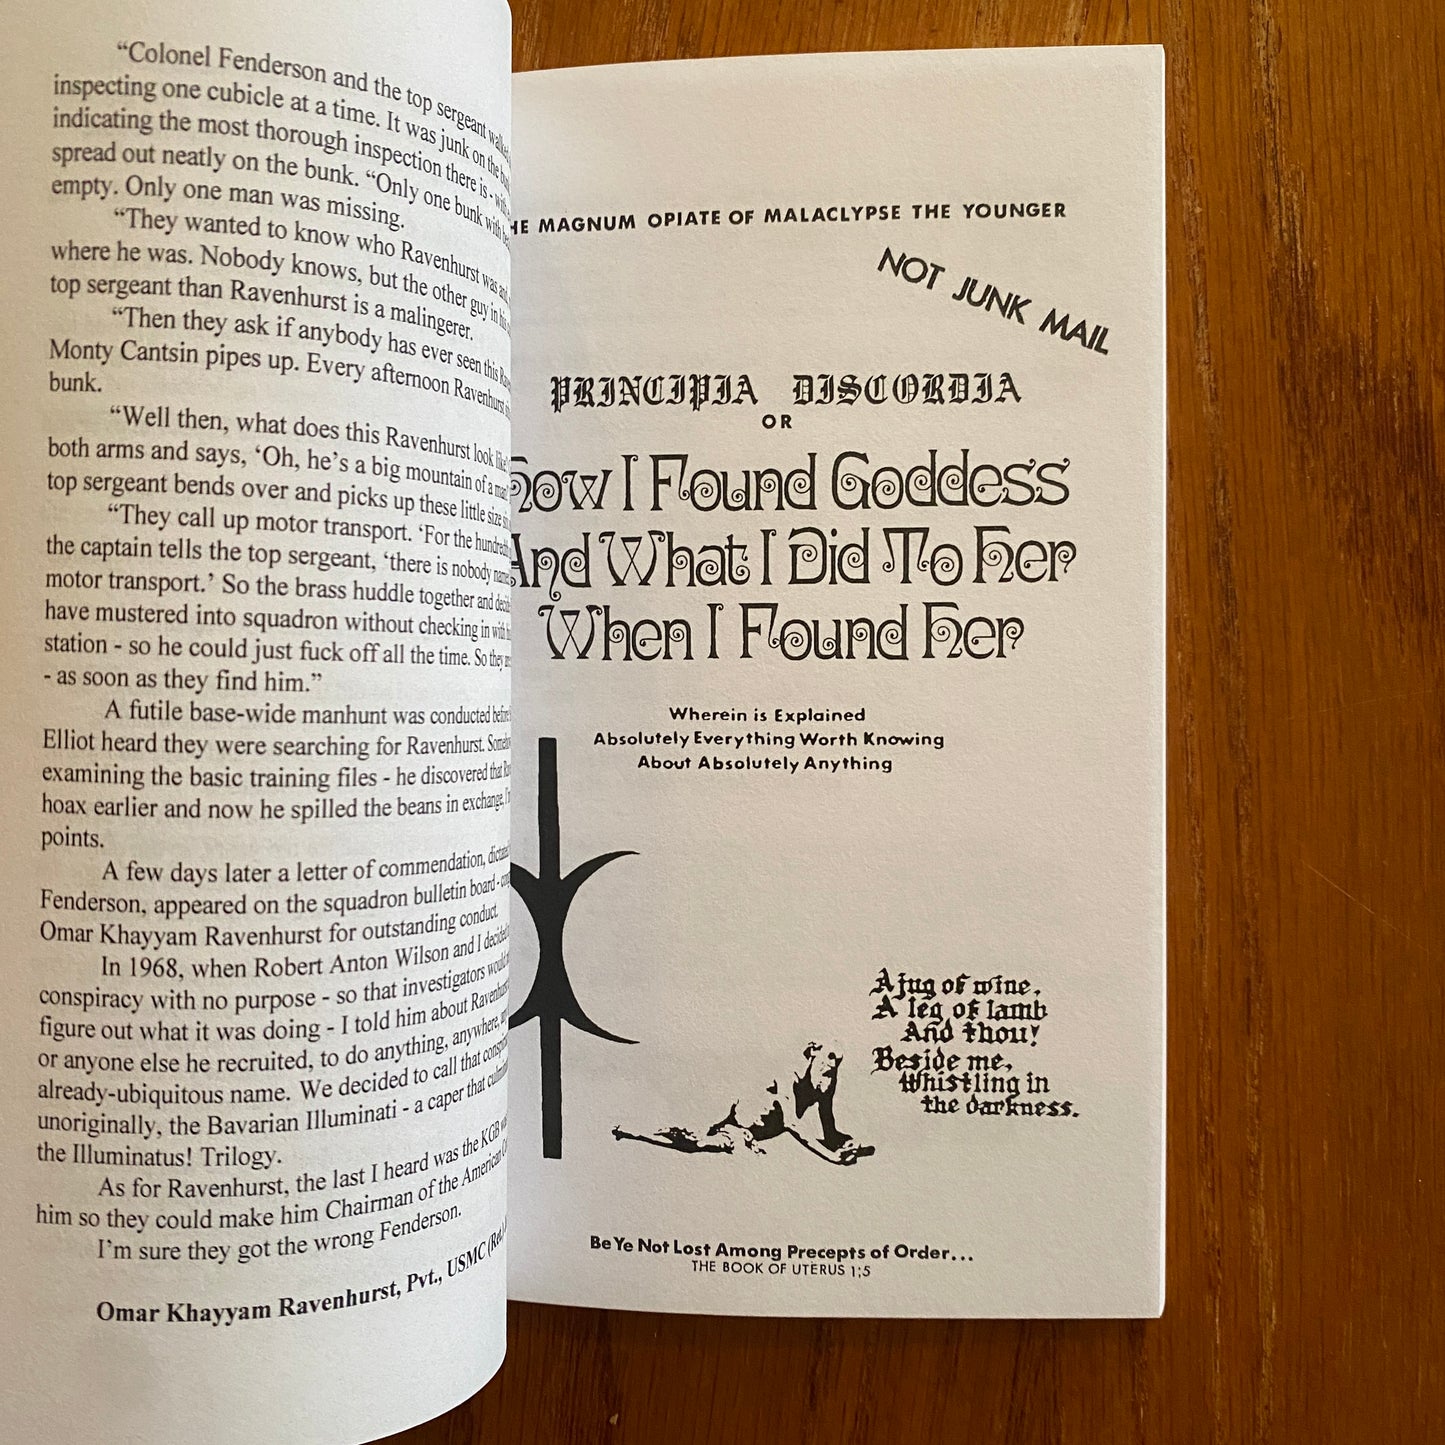 “Colonel Fenderson and the top sergeant walked
inspecting one cubicle at a time. It was junk on the
indicating the most thorough inspection there is - with
spread out neatly on the bunk. “Only one bunk with
empty. Only one man was missing.
“They wanted to know who Ravenhurst was and
where he was. Nobody knows, but the other guy in his
top sergeant than Ravenhurst is a malingerer.
“Then they ask if anybody has ever seen this
Monty Cantsin pipes up. Every afternoon Ravenhurst
bunk.
“Well then, what does this Ravenhurst look like
both arms and says, ‘Oh, he’s a big mountain of a man
top sergeant bends over and picks up these little size
“They call up motor transport. ‘For the hundredth
the captain tells the top sergeant, ‘there is nobody
motor transport.’ So the brass huddle together and
have mustered into squadron without checking in with
station - so he could just fuck off all the time. So they
- as soon as they find him.”
A futile base-wide manhunt was conducted before
Elliot heard they were searching for Ravenhurst.
examining the basic training files - he discovered that
hoax earlier and now he spilled the beans in exchange,
points.
A few days later a letter of commendation,
Fenderson, appeared on the squadron bulletin board -
Omar Khayyam Ravenhurst for outstanding conduct.
In 1968, when Robert Anton Wilson and I decided
conspiracy with no purpose - so that investigators would
figure out what it was doing - I told him about Ravenhurst
or anyone else he recruited, to do anything, anywhere,
already-ubiquitous name. We decided to call that
unoriginally, the Bavarian Illuminati - a caper that
the Illuminatus! Trilogy.
As for Ravenhurst, the last I heard was the KGB
him so they could make him Chairman of the American
I'm sure they got the wrong Fenderson.
Omar Khayyam Ravenhurst, Pvt., USMC (Ret.)
MAGNUM OPIATE OF MALACLYPSE THE YOUNGER
NOT JUNK MAIL
PRINCIPIA DISCORDIA
OR
How I Found Goddess
And What I Did To Her
When I Found Her
Wherein is Explained
Absolutely Everything Worth Knowing
About Absolutely Anything
A jug of wine,
A leg of lamb
And thou!
Beside me,
Whistling in
the darkness.
Be Ye Not Lost Among Precepts of Order...
THE BOOK OF UTERUS 1;5